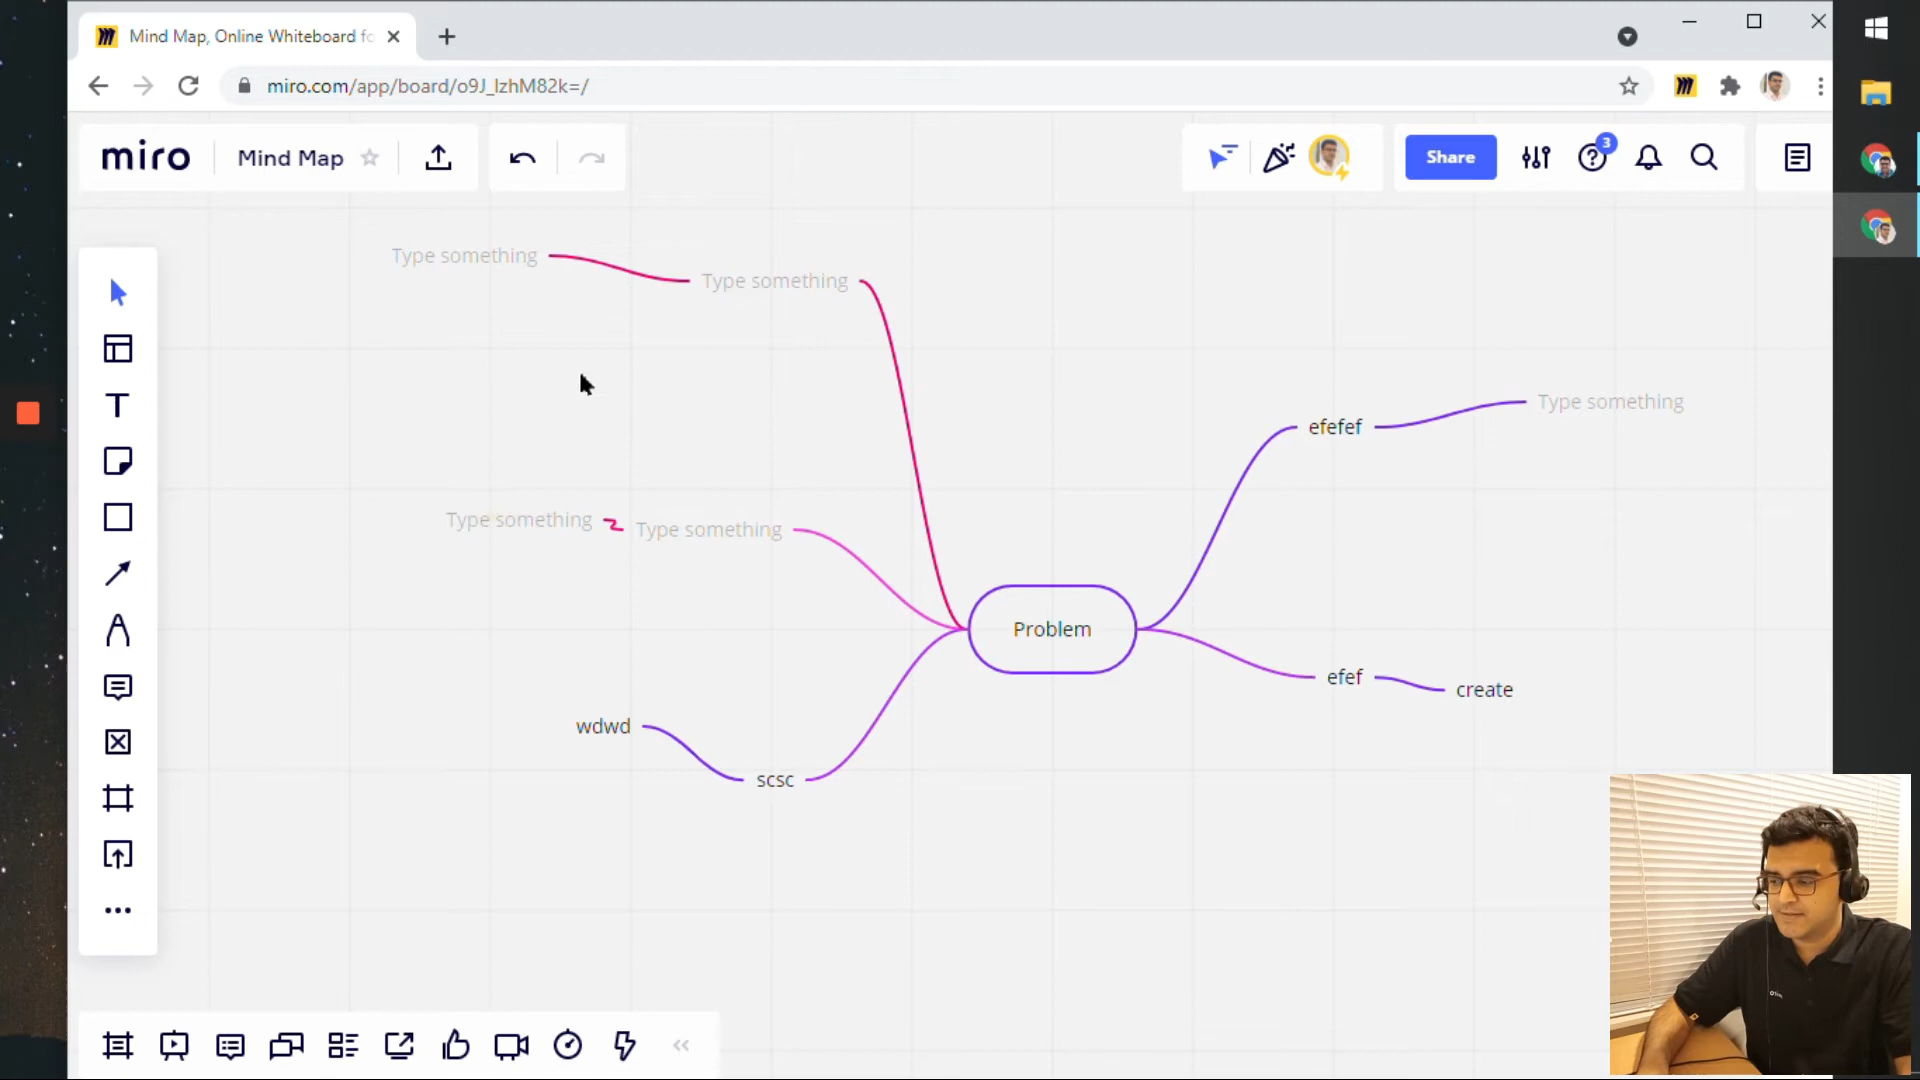 Mind Map, Online Whiteboard fo
miro.com/app/board/o9J_lzhM82k=/
miro
Mind Map
Share
3
Type something
Type something
Type something
efefef
Type something
Type something
Problem
efef
create
wdwd
scsc